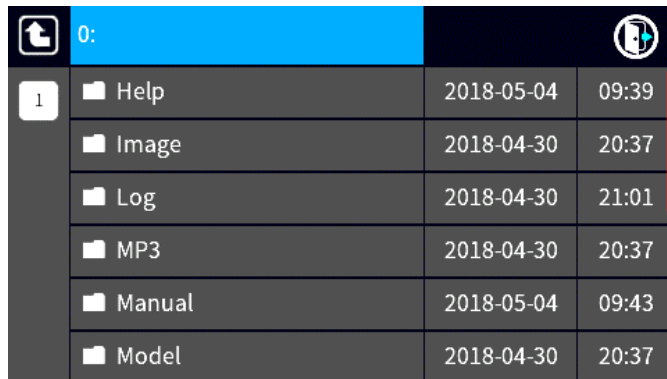 0:
1
Help 2018-05-04 09:39
Image 2018-04-30 20:37
Log 2018-04-30 21:01
MP3 2018-04-30 20:37
Manual 2018-05-04 09:43
Model 2018-04-30 20:37